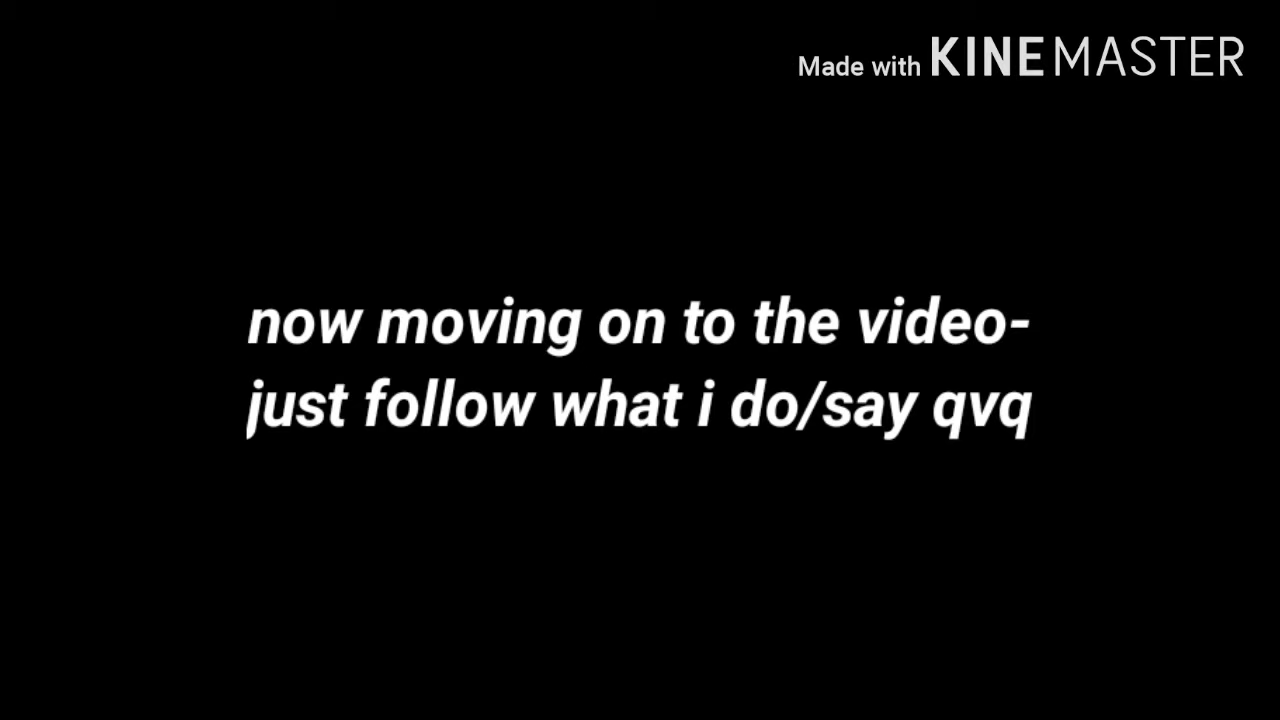 Made with KINEMASTER
now moving on to the video-
just follow what i do/say qvq